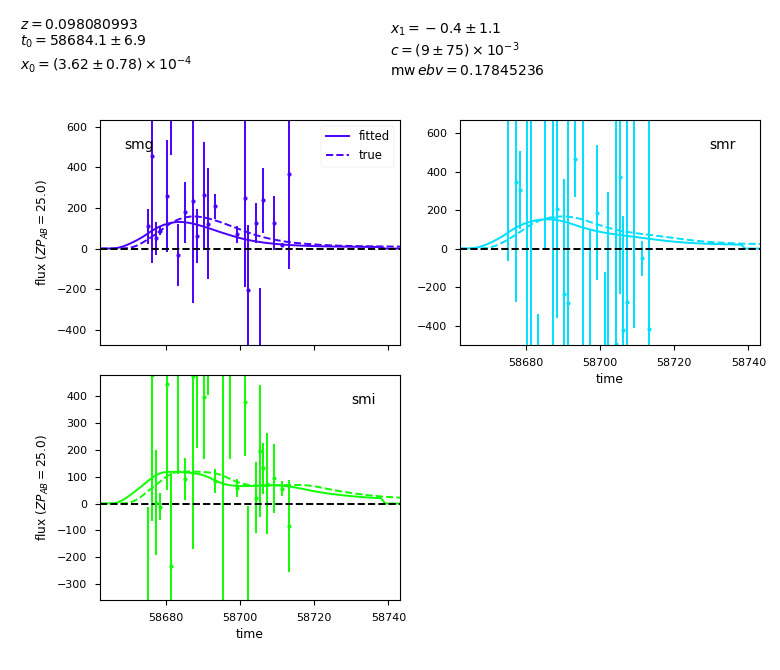 z = 0.098080993
t₀ = 58684.1 ± 6.9
x₀ = (3.62 ± 0.78) × 10⁻⁴
x₁ = −0.4 ± 1.1
c = (9 ± 75) × 10⁻³
mw ebv = 0.17845236
smg
fitted
true
600
400
200
0
−200
−400
flux (ZP_AB = 25.0)
smr
600
400
200
0
−200
−400
58680 58700 58720 58740
time
smi
400
300
200
100
0
−100
−200
−300
flux (ZP_AB = 25.0)
58680 58700 58720 58740
time